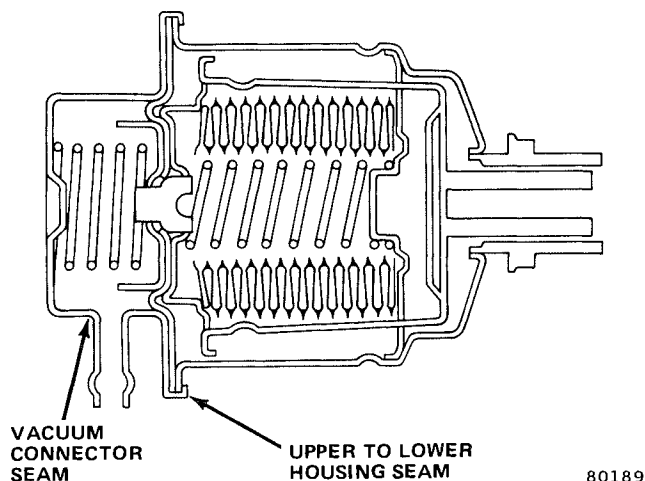 VACUUM
CONNECTOR
SEAM
UPPER TO LOWER
HOUSING SEAM
80189